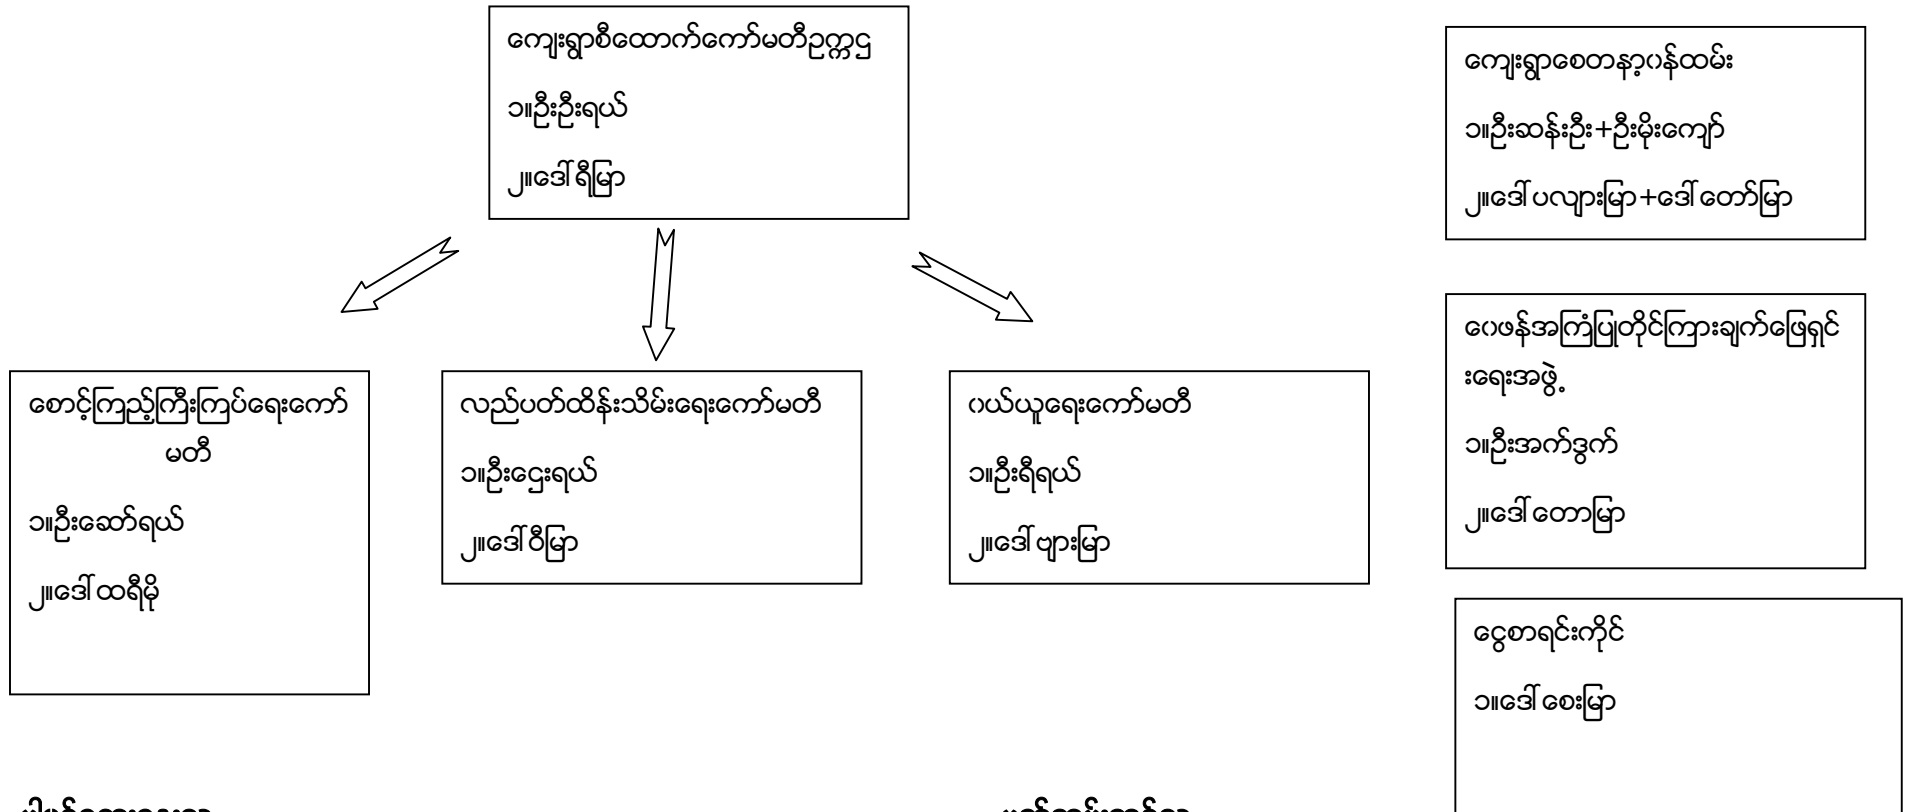 ကျေးရွာစီထောက်ကော်မတီဥက္ကဌ
၁။ဦးဦးရယ်
၂။ဒေါ်ရီမြာ
ကျေးရွာစေတနာ့ဝန်ထမ်း
၁။ဦးဆန်းဦး+ဦးမိုးကျော်
၂။ဒေါ်ပလျားမြာ+ဒေါ်တော်မြာ
ဝေဖန်အကြံပြုတိုင်ကြားချက်ဖြေရှင်
းရေးအဖွဲ့
၁။ဦးအက်ဒွက်
၂။ဒေါ်တောမြာ
စောင့်ကြည့်ကြီးကြပ်ရေးကော်
မတီ
၁။ဦးဆော်ရယ်
၂။ဒေါ်ထရီမို
လည်ပတ်ထိန်းသိမ်းရေးကော်မတီ
၁။ဦးဌေးရယ်
၂။ဒေါ်ဝီမြာ
ဝယ်ယူရေးကော်မတီ
၁။ဦးရီရယ်
၂။ဒေါ်ဗျားမြာ
ငွေစာရင်းကိုင်
၁။ဒေါ်စေးမြာ